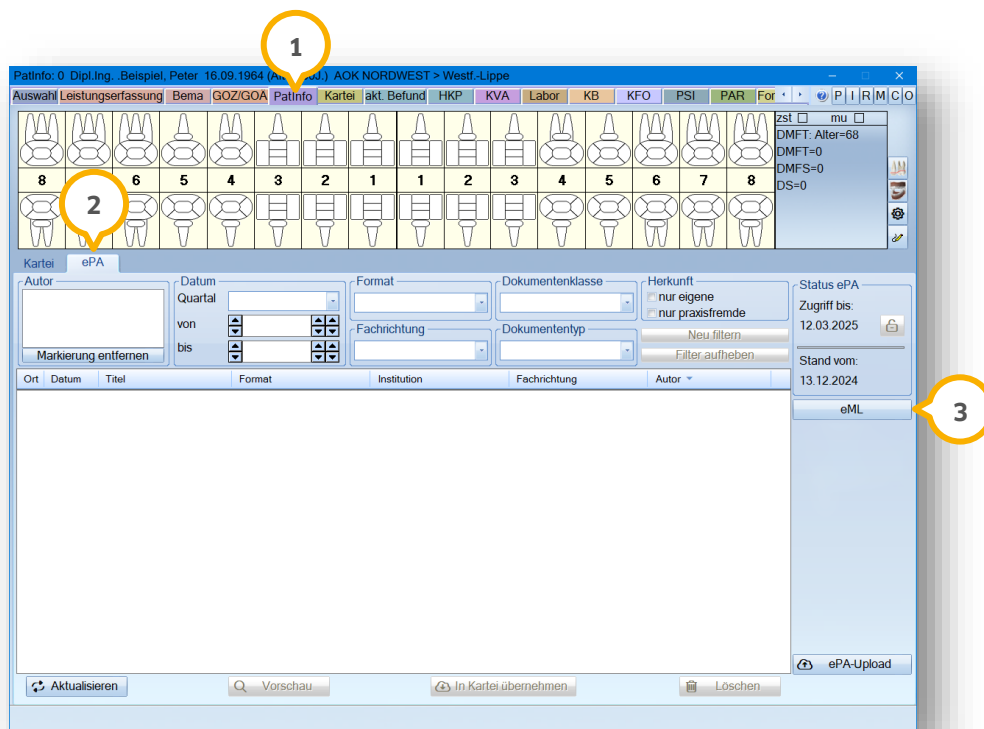 1
PatInfo: 0 Dipl.Ing. .Beispiel, Peter 16.09.1964 AOK NORDWEST > Westf.-Lippe
Auswahl Leistungserfassung Bema GOZ/GOÄ PatInfo Kartei akt. Befund HKP KVA Labor KB KFO PSI PAR For P I R M C O
zst mu
DMFT: Alter=68
DMFT=0
DMFS=0
DS=0
8 6 5 4 3 2 1 1 2 3 4 5 6 7 8
2
Kartei ePA
Autor Datum Format Dokumentenklasse Herkunft Status ePA
Quartal nur eigene Zugriff bis:
nur praxisfremde
von Fachrichtung Dokumententyp Neu filtern 12.03.2025
bis Filter aufheben
Markierung entfernen Stand vom:
Ort Datum Titel Format Institution Fachrichtung Autor 13.12.2024
eML
3
ePA-Upload
Aktualisieren Vorschau In Kartei übernehmen Löschen